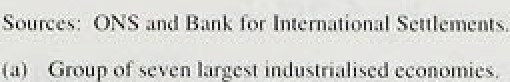 Sources: ONS and Bank for International Settlements.
(a) Group of seven largest industrialised economies.